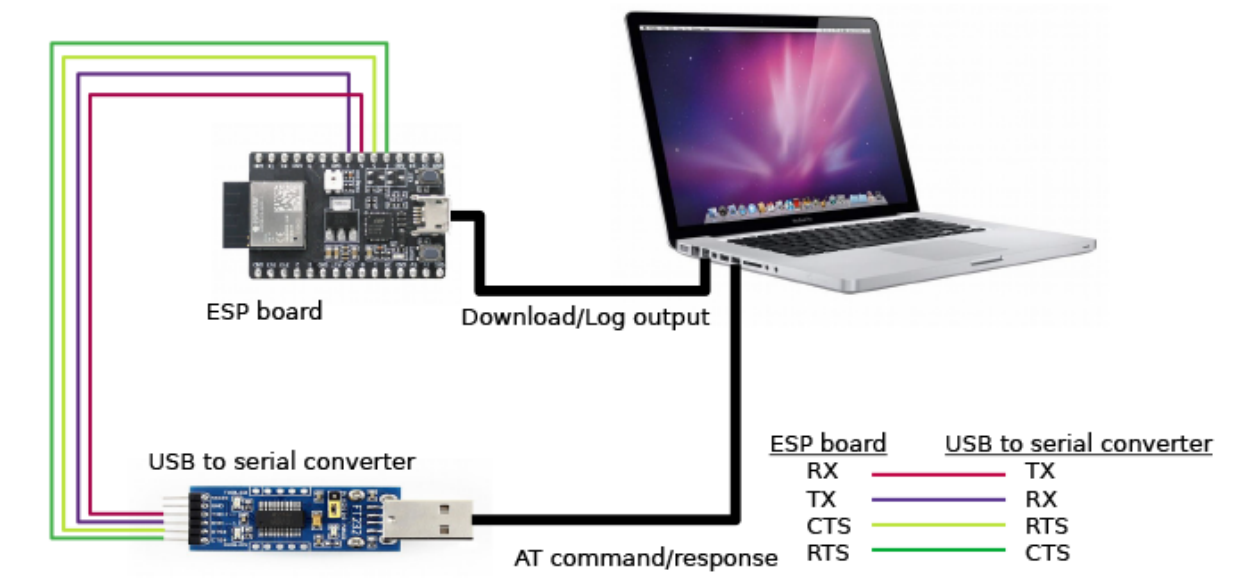 ESP board
Download/Log output
USB to serial converter
FT232
AT command/response
ESP board USB to serial converter
RX TX
TX RX
CTS RTS
RTS CTS